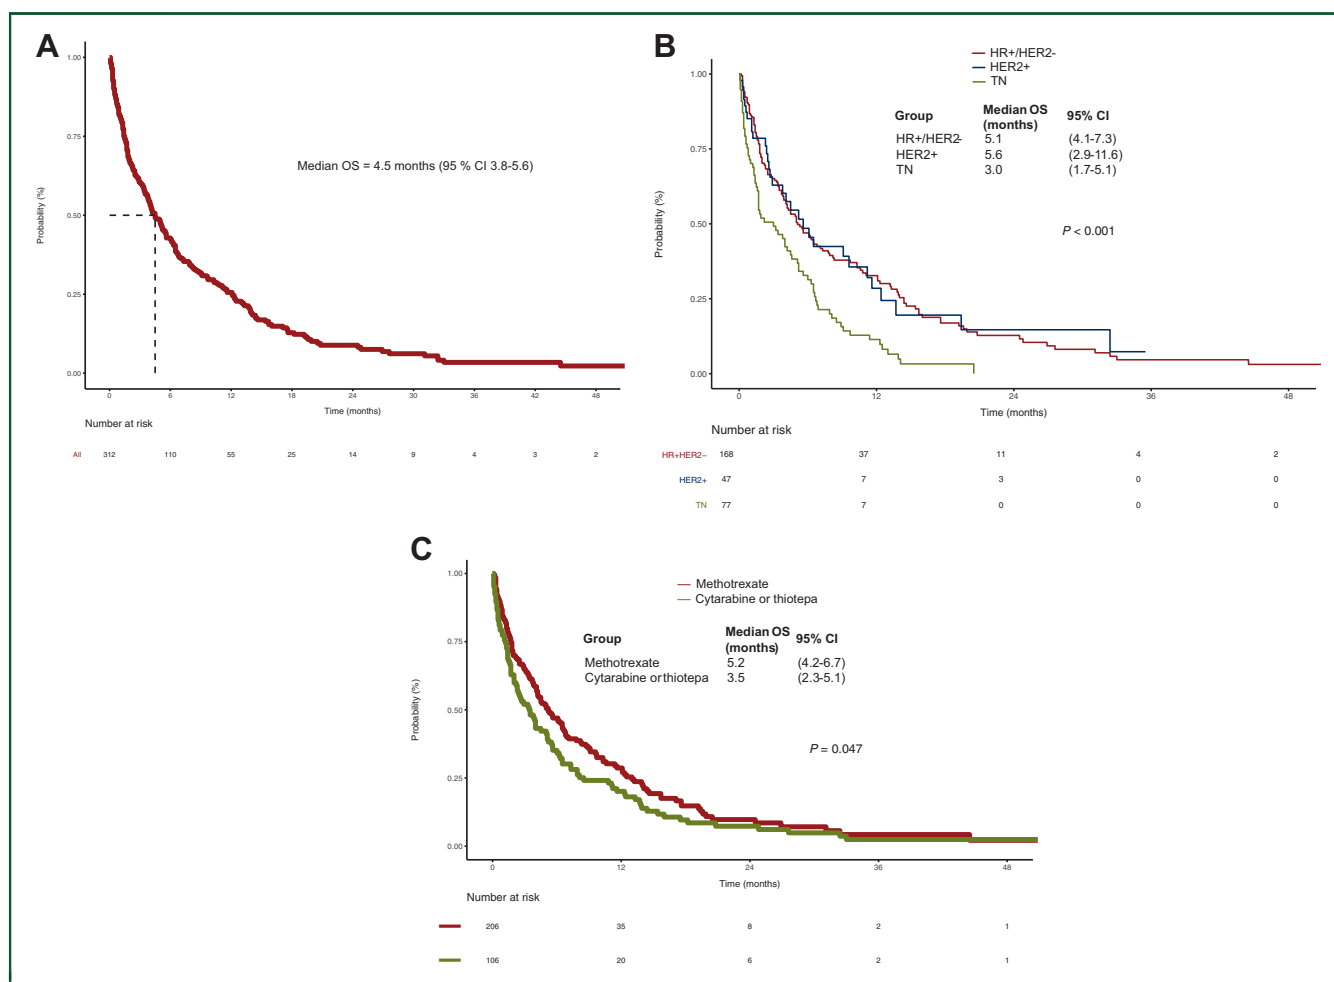 A
1.00
0.75
0.50
0.25
0.00
Probability (%)
Median OS = 4.5 months (95 % CI 3.8-5.6)
0 6 12 18 24 30 36 42 48
Time (months)
Number at risk
All 312 110 55 25 14 9 4 3 2
B
HR+/HER2-
HER2+
TN
1.00
0.75
0.50
0.25
0.00
Probability (%)
Group Median OS (months) 95% CI
HR+/HER2- 5.1 (4.1-7.3)
HER2+ 5.6 (2.9-11.6)
TN 3.0 (1.7-5.1)
P < 0.001
0 12 24 36 48
Time (months)
Number at risk
HR+HER2− 168 37 11 4 2
HER2+ 47 7 3 0 0
TN 77 7 0 0 0
C
Methotrexate
Cytarabine or thiotepa
1.00
0.75
0.50
0.25
0.00
Probability (%)
Group Median OS (months) 95% CI
Methotrexate 5.2 (4.2-6.7)
Cytarabine orthiotepa 3.5 (2.3-5.1)
P = 0.047
0 12 24 36 48
Time (months)
Number at risk
206 35 8 2 1
106 20 6 2 1